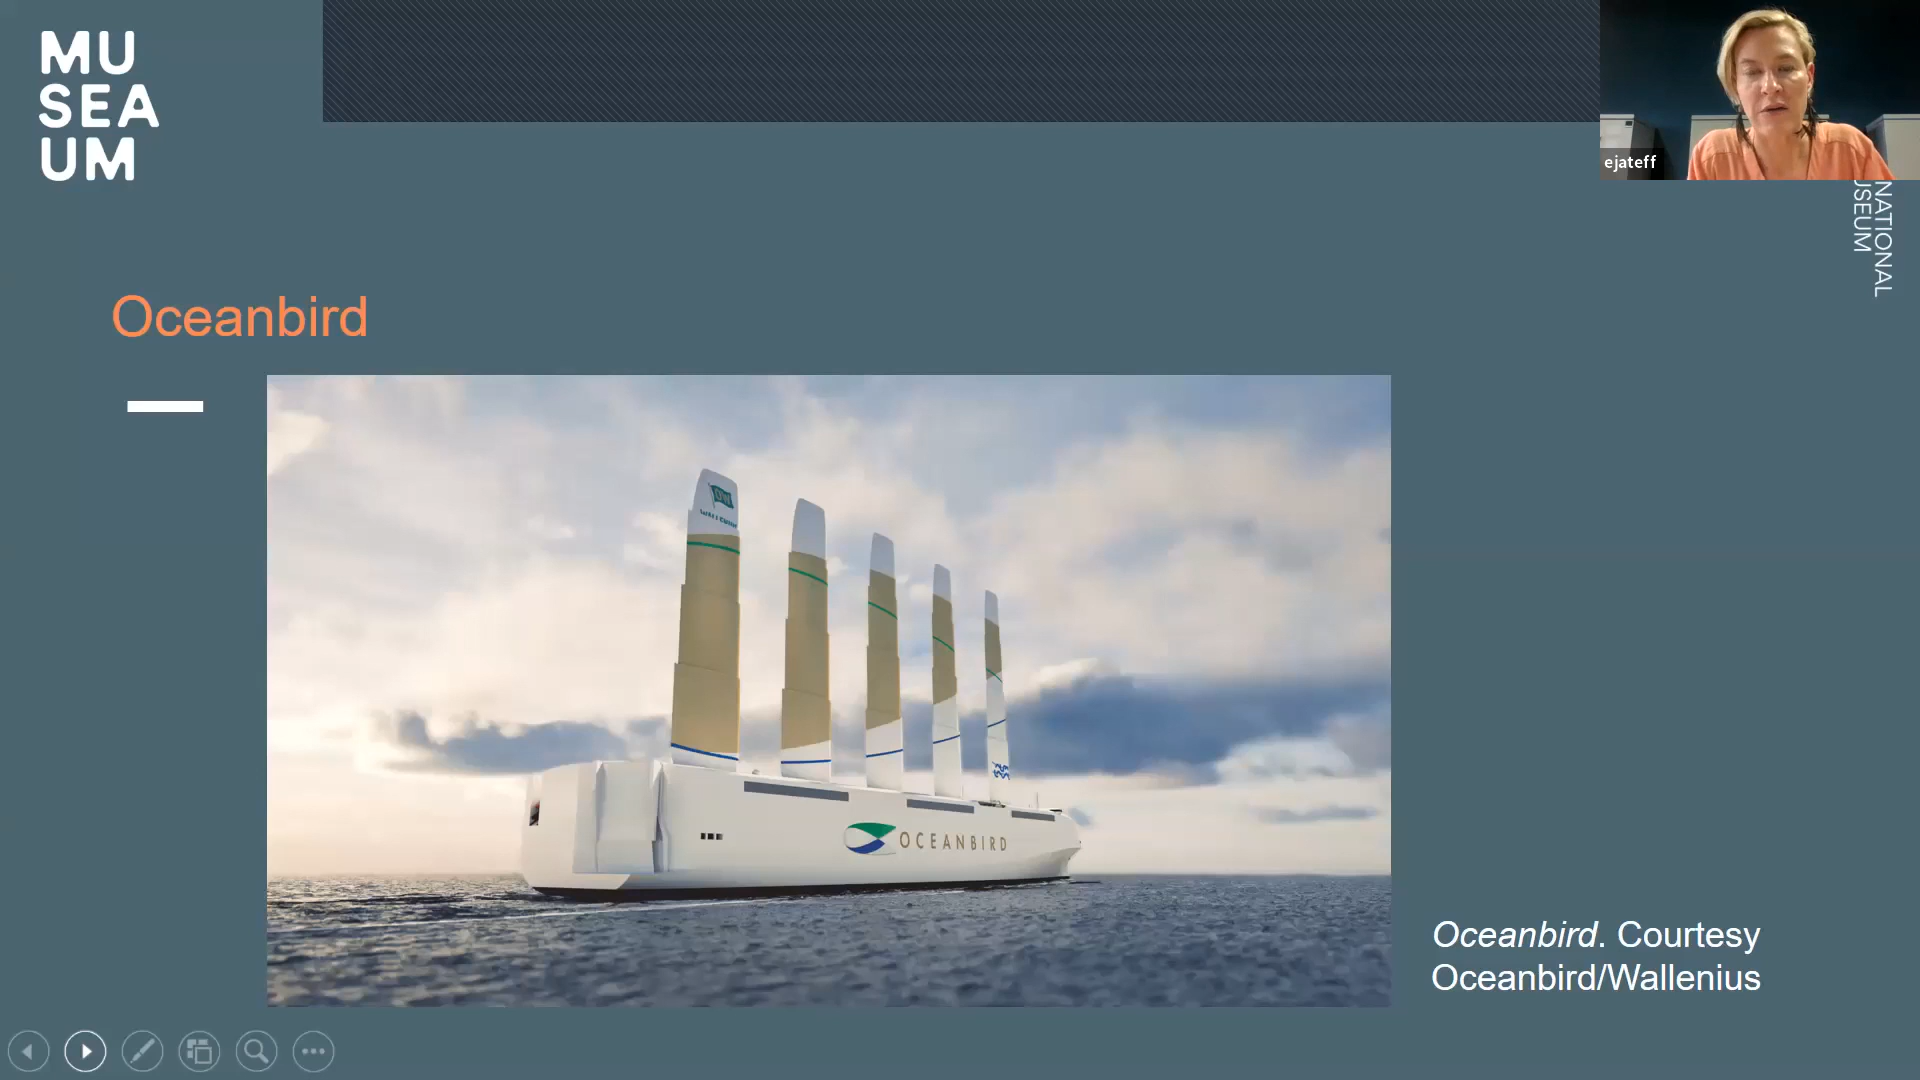 MU
SEA
UM
ejateff
NATIONAL
USEUM
Oceanbird
OCEANBIRD
Oceanbird. Courtesy
Oceanbird/Wallenius